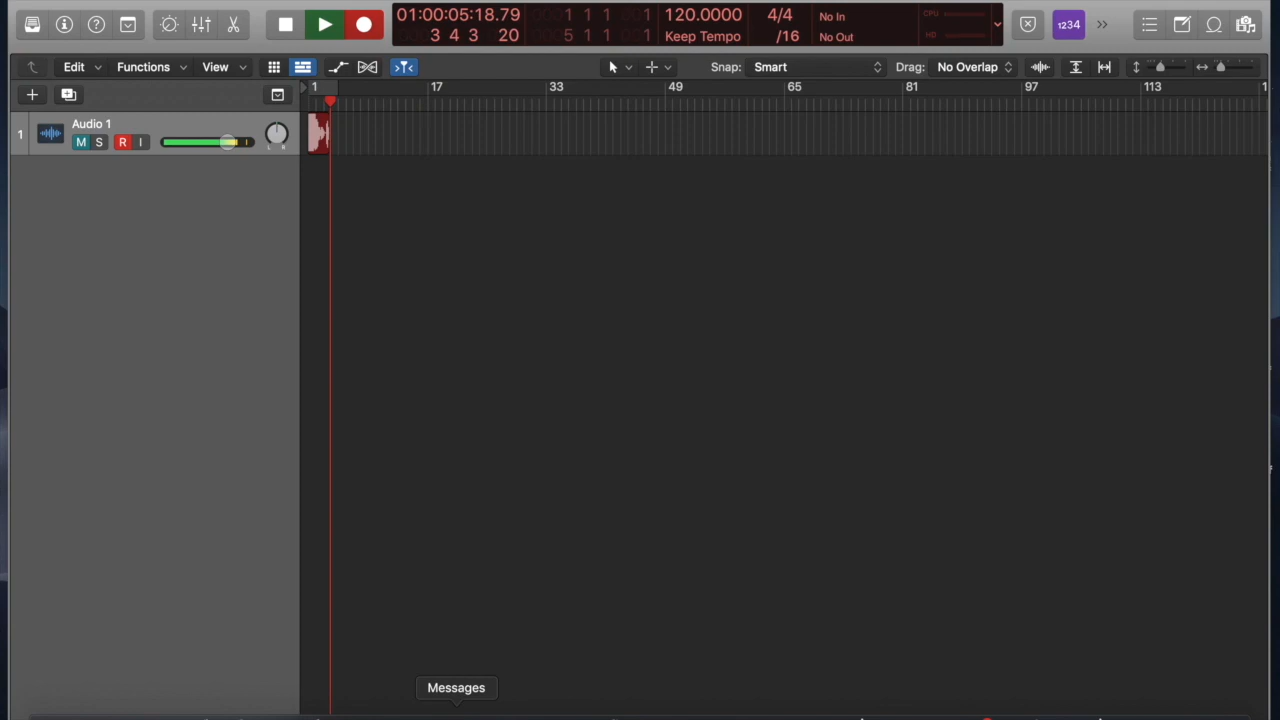 01:00:05:18.79
3 4 3 20
1 1 1 1
5 1 1 1
120.0000
Keep Tempo
4/4
/16
No In
No Out
CPU
HD
1234
Edit
Functions
View
Snap: Smart
Drag: No Overlap
1 17 33 49 65 81 97 113 1
1
Audio 1
M S R I
L R
Messages